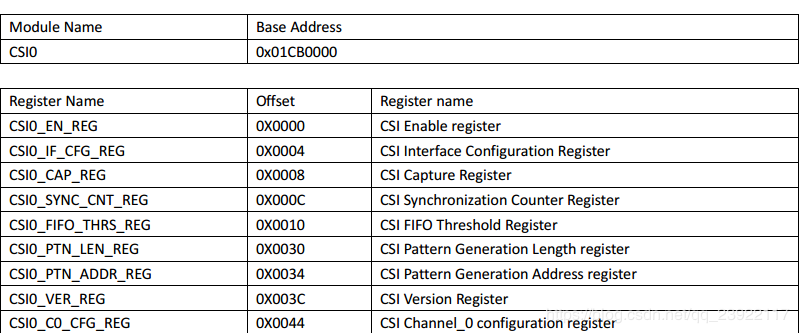 Module Name Base Address
CSI0 0x01CB0000
Register Name Offset Register name
CSI0_EN_REG 0X0000 CSI Enable register
CSI0_IF_CFG_REG 0X0004 CSI Interface Configuration Register
CSI0_CAP_REG 0X0008 CSI Capture Register
CSI0_SYNC_CNT_REG 0X000C CSI Synchronization Counter Register
CSI0_FIFO_THRS_REG 0X0010 CSI FIFO Threshold Register
CSI0_PTN_LEN_REG 0X0030 CSI Pattern Generation Length register
CSI0_PTN_ADDR_REG 0X0034 CSI Pattern Generation Address register
CSI0_VER_REG 0X003C CSI Version Register
https://blog.csdn.net/qq_23922117
CSI0_C0_CFG_REG 0X0044 CSI Channel_0 configuration register